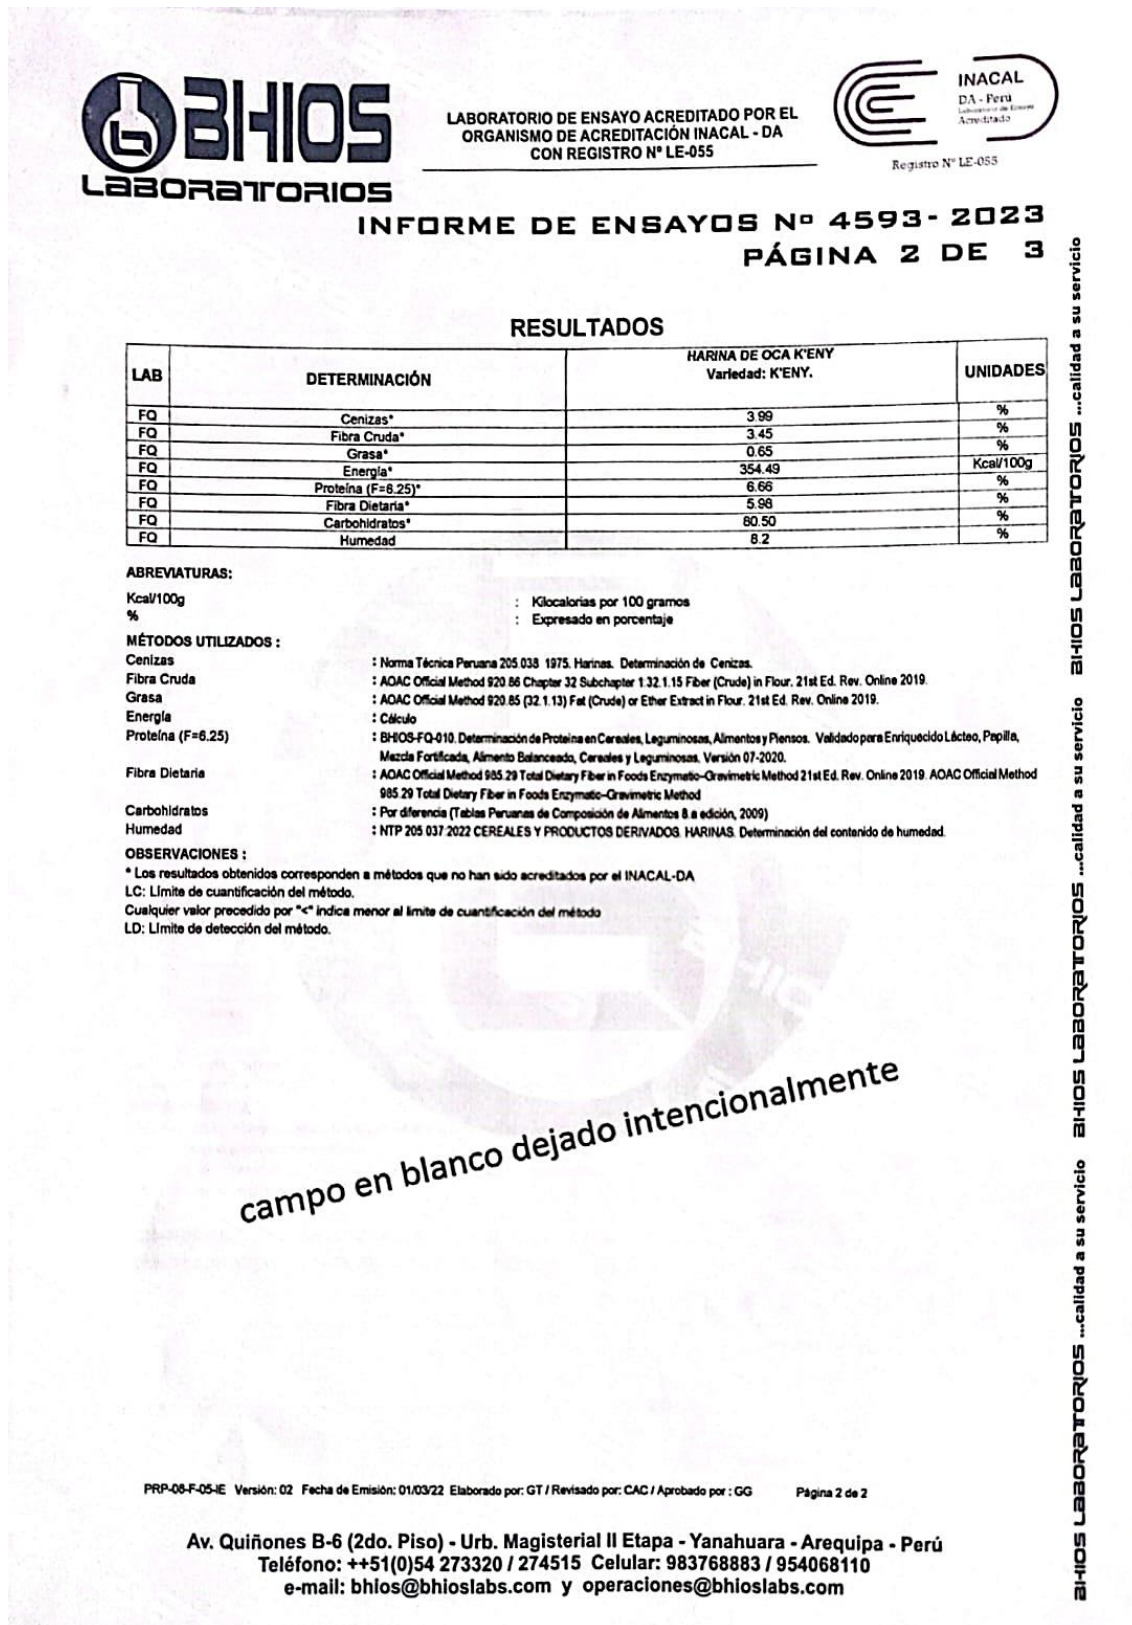 BHIOS
LABORATORIOS
LABORATORIO DE ENSAYO ACREDITADO POR EL
ORGANISMO DE ACREDITACIÓN INACAL - DA
CON REGISTRO Nº LE-055
INACAL
DA - Perú
Laboratorio de Ensayo
Acreditado
Registro Nº LE-055
INFORME DE ENSAYOS Nº 4593- 2023
PÁGINA 2 DE 3
RESULTADOS
LAB DETERMINACIÓN HARINA DE OCA K'ENY Variedad: K'ENY. UNIDADES
FQ Cenizas* 3.99 %
FQ Fibra Cruda* 3.45 %
FQ Grasa* 0.65 %
FQ Energía* 354.49 Kcal/100g
FQ Proteína (F=6.25)* 6.66 %
FQ Fibra Dietaria* 5.98 %
FQ Carbohidratos* 80.50 %
FQ Humedad 8.2 %
ABREVIATURAS:
Kcal/100g : Kilocalorias por 100 gramos
% : Expresado en porcentaje
MÉTODOS UTILIZADOS :
Cenizas : Norma Técnica Peruana 205.038 1975. Harinas. Determinación de Cenizas.
Fibra Cruda : AOAC Official Method 920.86 Chapter 32 Subchapter 1 32.1.15 Fiber (Crude) in Flour. 21st Ed. Rev. Online 2019.
Grasa : AOAC Official Method 920.85 (32.1.13) Fat (Crude) or Ether Extract in Flour. 21st Ed. Rev. Online 2019.
Energía : Cálculo
Proteína (F=6.25) : BHIOS-FQ-010. Determinación de Proteina en Cereales, Leguminosas, Alimentos y Piensos. Validado para Enriquecido Lácteo, Papilla,
Mezcla Fortificada, Alimento Balanceado, Cereales y Leguminosas. Versión 07-2020.
Fibra Dietaria : AOAC Official Method 985.29 Total Dietary Fiber in Foods Enzymatic-Gravimetric Method 21st Ed. Rev. Online 2019. AOAC Official Method
985.29 Total Dietary Fiber in Foods Enzymatic-Gravimetric Method
Carbohidratos : Por diferencia (Tablas Peruanas de Composición de Alimentos 8.a edición, 2009)
Humedad : NTP 205.037:2022 CEREALES Y PRODUCTOS DERIVADOS. HARINAS. Determinación del contenido de humedad.
OBSERVACIONES :
* Los resultados obtenidos corresponden a métodos que no han sido acreditados por el INACAL-DA
LC: Límite de cuantificación del método.
Cualquier valor precedido por "<" indica menor al limite de cuantificación del método
LD: Límite de detección del método.
campo en blanco dejado intencionalmente
PRP-08-F-05-IE Versión: 02 Fecha de Emisión: 01/03/22 Elaborado por: GT / Revisado por: CAC / Aprobado por : GG Página 2 de 2
Av. Quiñones B-6 (2do. Piso) - Urb. Magisterial II Etapa - Yanahuara - Arequipa - Perú
Teléfono: ++51(0)54 273320 / 274515 Celular: 983768883 / 954068110
e-mail: bhios@bhioslabs.com y operaciones@bhioslabs.com
BHIOS LABORATORIOS ...calidad a su servicio BHIOS LABORATORIOS ...calidad a su servicio BHIOS LABORATORIOS ...calidad a su servicio